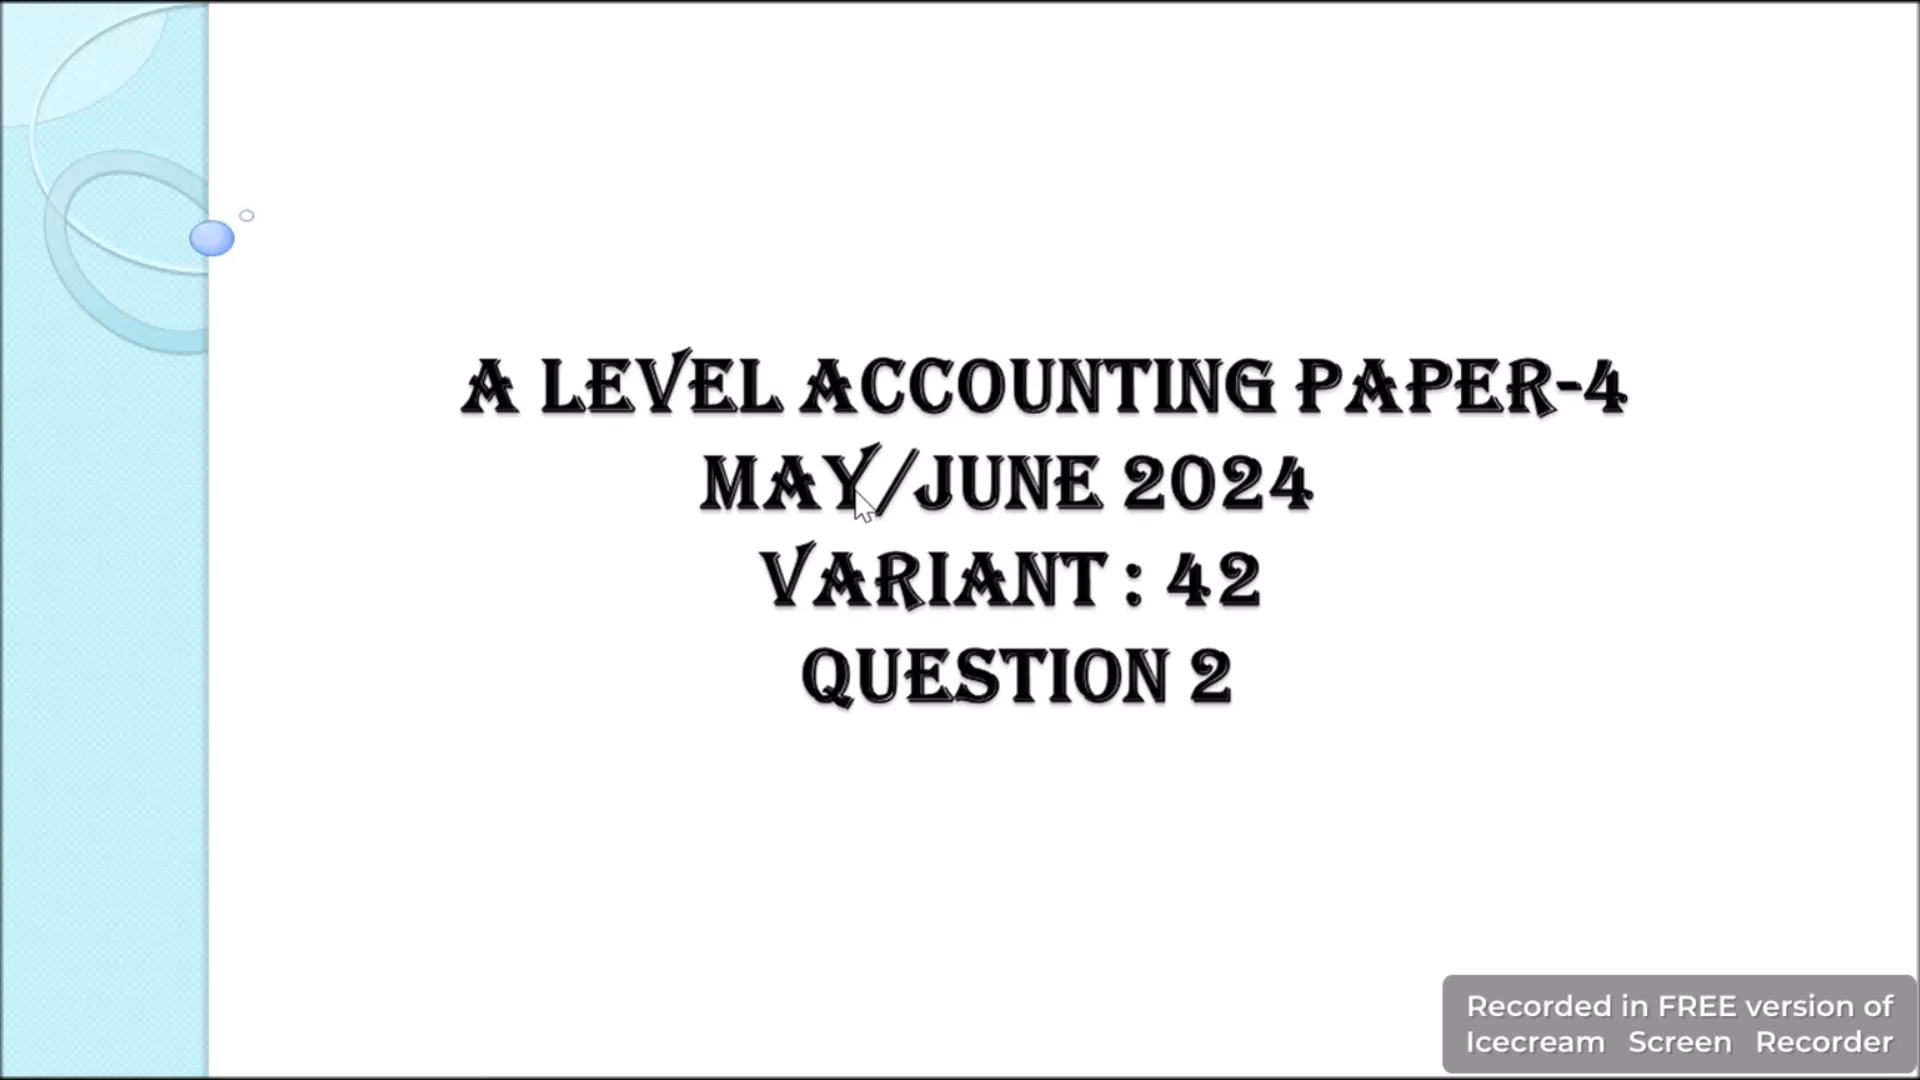 A LEVEL ACCOUNTING PAPER-4
MAY/JUNE 2024
VARIANT : 42
QUESTION 2
Recorded in FREE version of
Icecream Screen Recorder